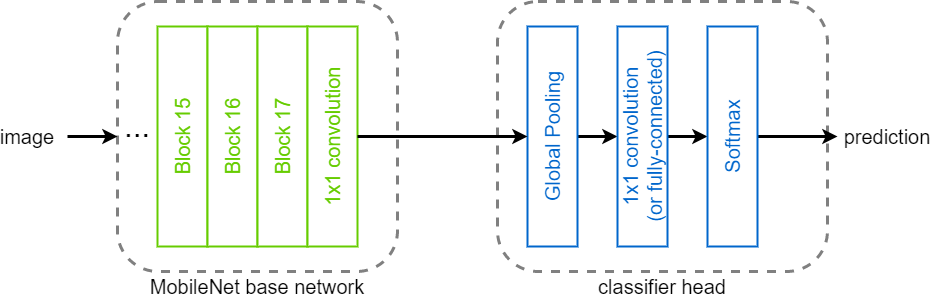 image
...
Block 15
Block 16
Block 17
1x1 convolution
Global Pooling
1x1 convolution
(or fully-connected)
Softmax
prediction
MobileNet base network
classifier head